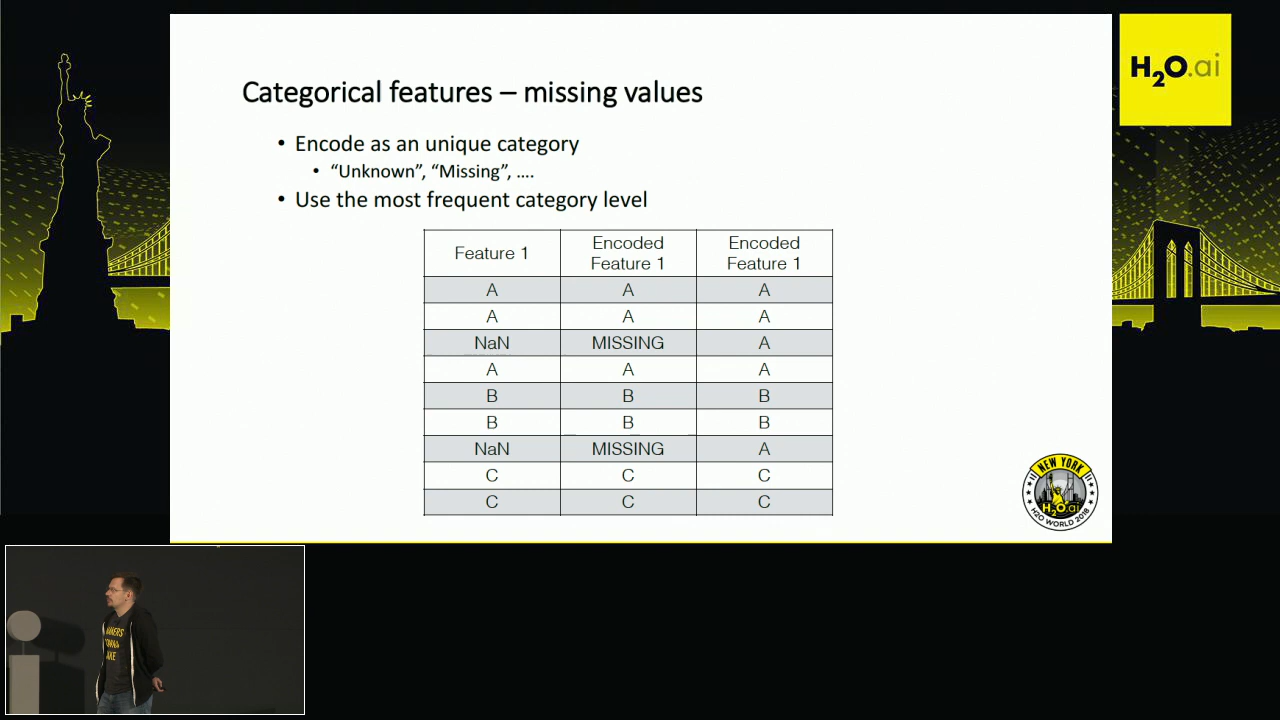 Categorical features – missing values
H2O.ai
• Encode as an unique category
• “Unknown”, “Missing”, ….
• Use the most frequent category level
Feature 1 Encoded Feature 1 Encoded Feature 1
A A A
A A A
NaN MISSING A
A A A
B B B
B B B
NaN MISSING A
C C C
C C C
NEW YORK
H2O.ai
H2O WORLD 2018